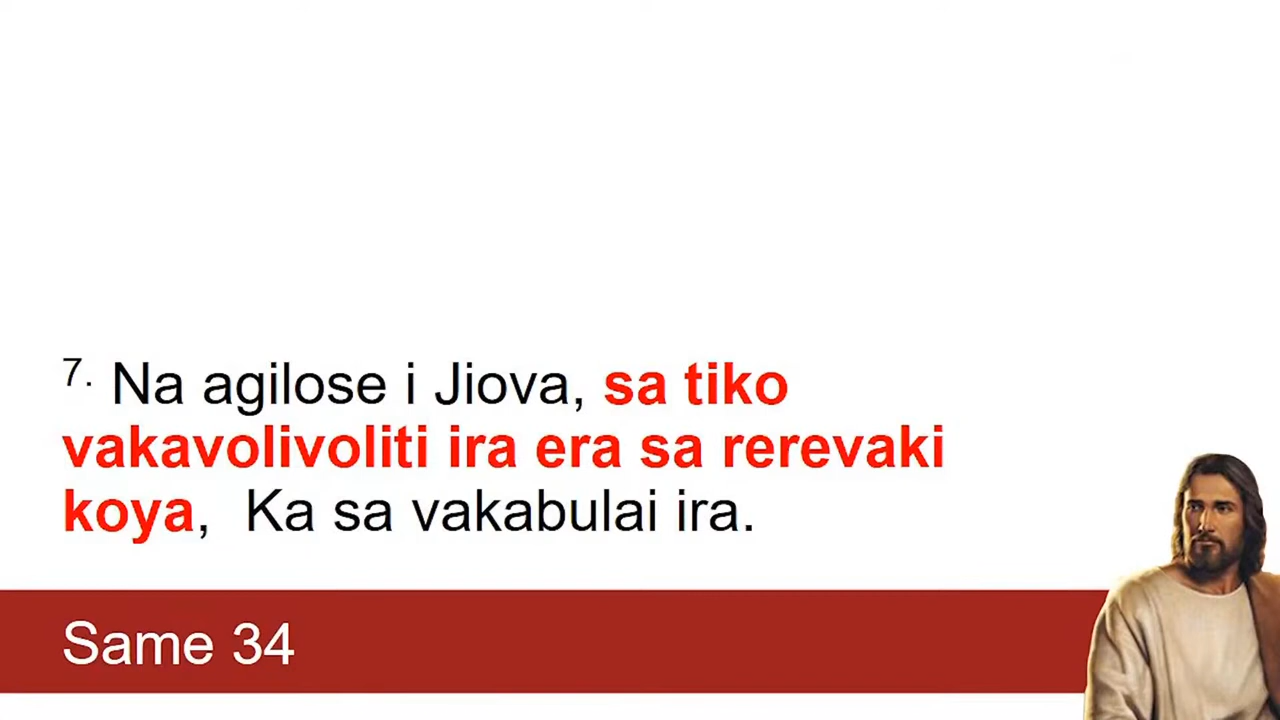 7. Na agilose i Jiova, sa tiko
vakavolivoliti ira era sa rerevaki
koya,  Ka sa vakabulai ira.
Same 34